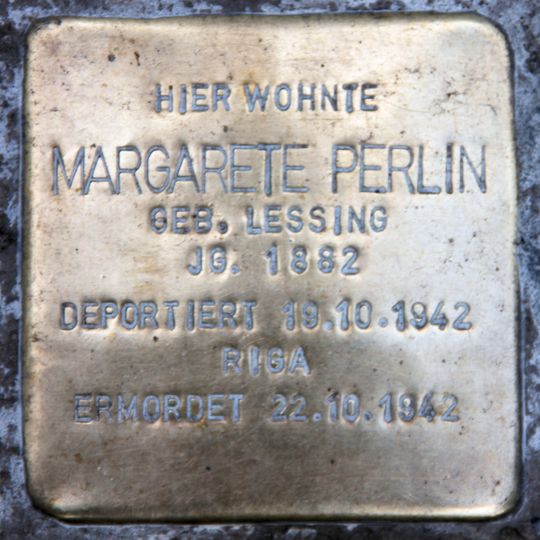 HIER WOHNTE
MARGARETE PERLIN
GEB. LESSING
JG. 1882
DEPORTIERT 19.10.1942
RIGA
ERMORDET 22.10.1942